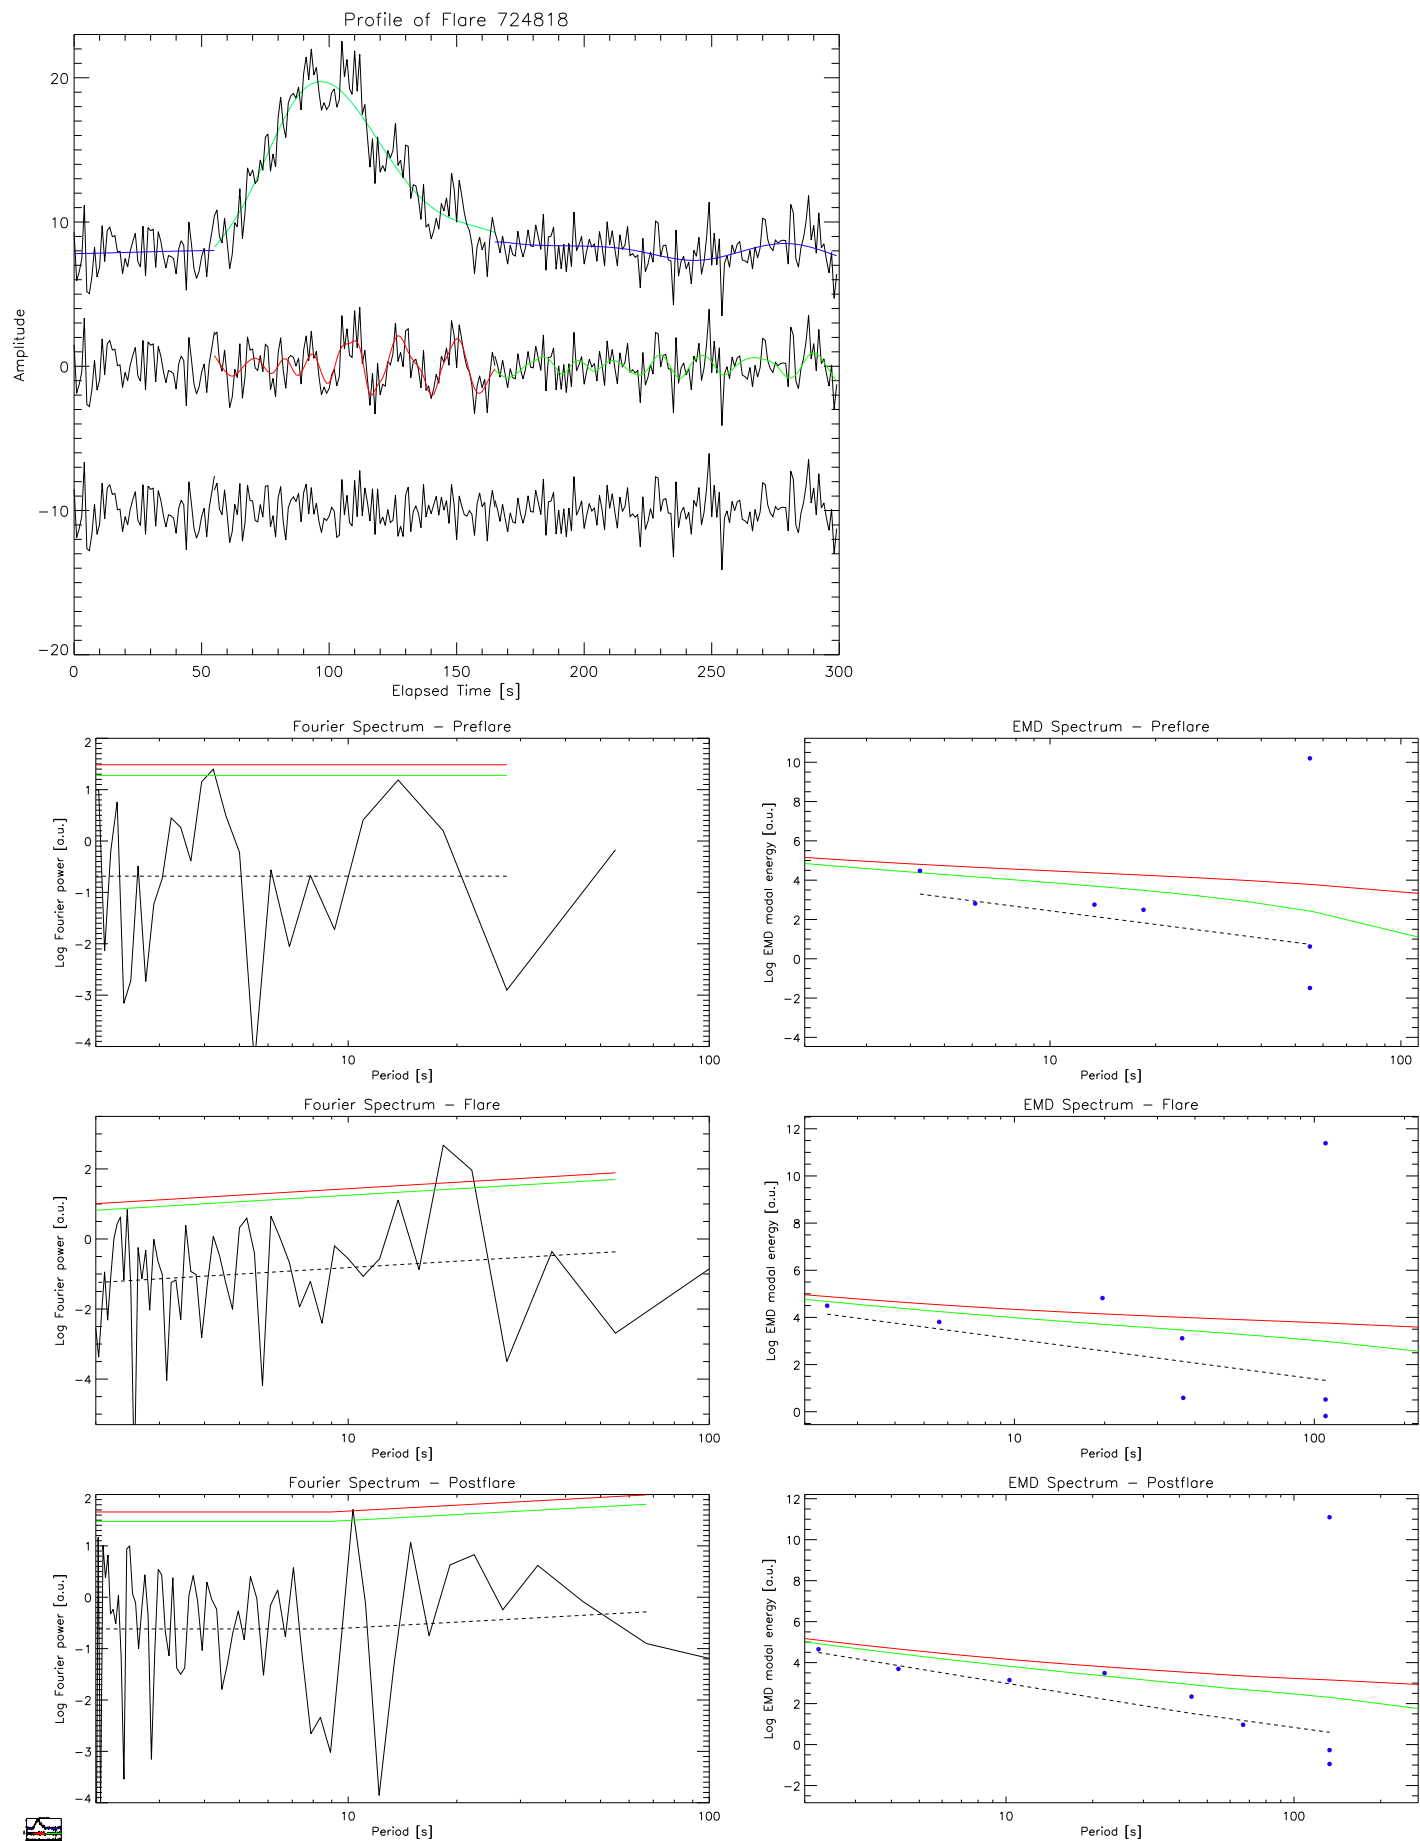 Profile of Flare 724818
Amplitude
20
10
0
−10
−20
0 50 100 150 200 250 300
Elapsed Time [s]
Fourier Spectrum − Preflare
Log Fourier power [a.u.]
2
1
0
−1
−2
−3
−4
10 100
Period [s]
EMD Spectrum − Preflare
Log EMD modal energy [a.u.]
10
8
6
4
2
0
−2
−4
10 100
Period [s]
Fourier Spectrum − Flare
Log Fourier power [a.u.]
2
0
−2
−4
10 100
Period [s]
EMD Spectrum − Flare
Log EMD modal energy [a.u.]
12
10
8
6
4
2
0
10 100
Period [s]
Fourier Spectrum − Postflare
Log Fourier power [a.u.]
2
1
0
−1
−2
−3
−4
10 100
Period [s]
EMD Spectrum − Postflare
Log EMD modal energy [a.u.]
12
10
8
6
4
2
0
−2
10 100
Period [s]